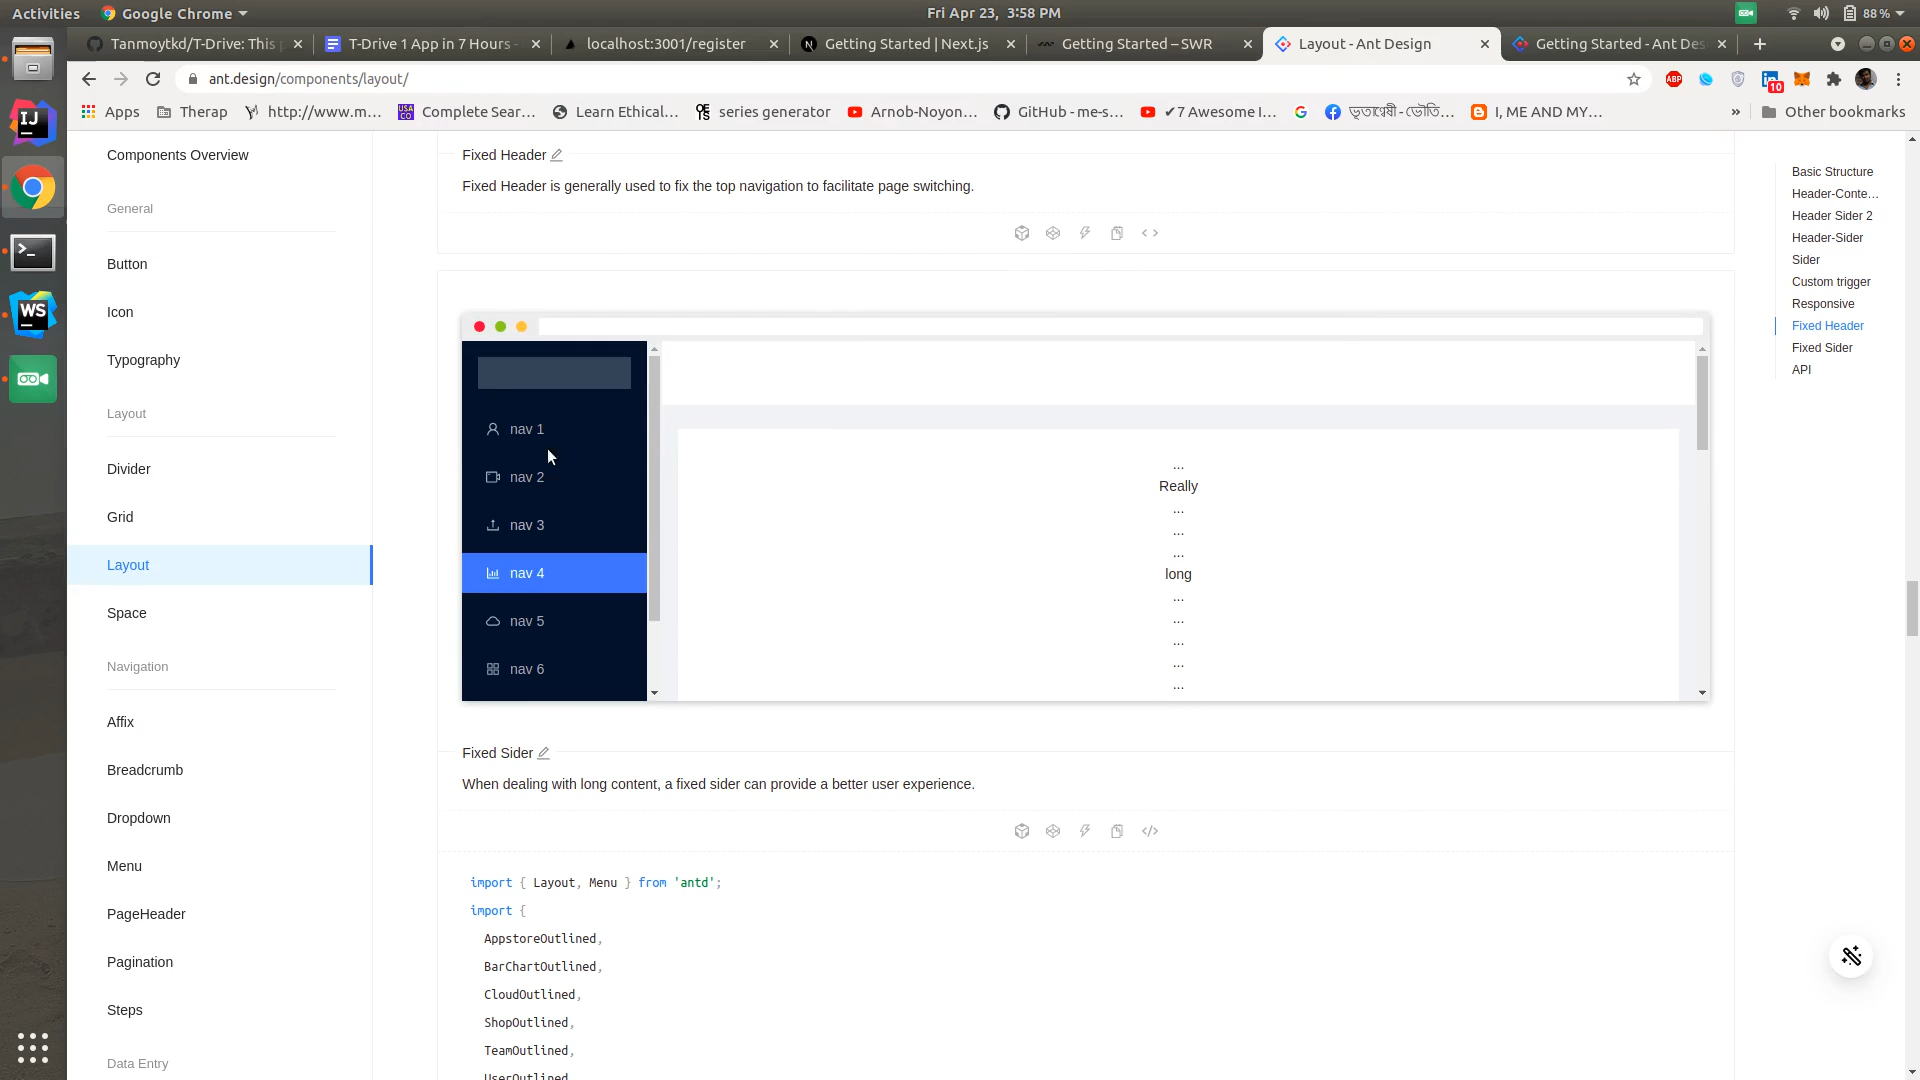 Activities
Google Chrome
Fri Apr 23, 3:58 PM
88 %
Tanmoytkd/T-Drive: This p
T-Drive 1 App in 7 Hours -
localhost:3001/register
Getting Started | Next.js
Getting Started – SWR
Layout - Ant Design
Getting Started - Ant Des
ant.design/components/layout/
ABP
10
Apps
Therap
http://www.m...
USA CO
Complete Sear...
Learn Ethical...
series generator
Arnob-Noyon...
GitHub - me-s...
✔7 Awesome I...
I, ME AND MY...
»
Other bookmarks
IJ
WS
Components Overview
General
Button
Icon
Typography
Layout
Divider
Grid
Layout
Space
Navigation
Affix
Breadcrumb
Dropdown
Menu
PageHeader
Pagination
Steps
Data Entry
Fixed Header
Fixed Header is generally used to fix the top navigation to facilitate page switching.
nav 1
nav 2
nav 3
nav 4
nav 5
nav 6
...
Really
...
...
...
long
...
...
...
...
...
Fixed Sider
When dealing with long content, a fixed sider can provide a better user experience.
import { Layout, Menu } from 'antd';
import {
AppstoreOutlined,
BarChartOutlined,
CloudOutlined,
ShopOutlined,
TeamOutlined,
UserOutlined,
Basic Structure
Header-Conte...
Header Sider 2
Header-Sider
Sider
Custom trigger
Responsive
Fixed Header
Fixed Sider
API